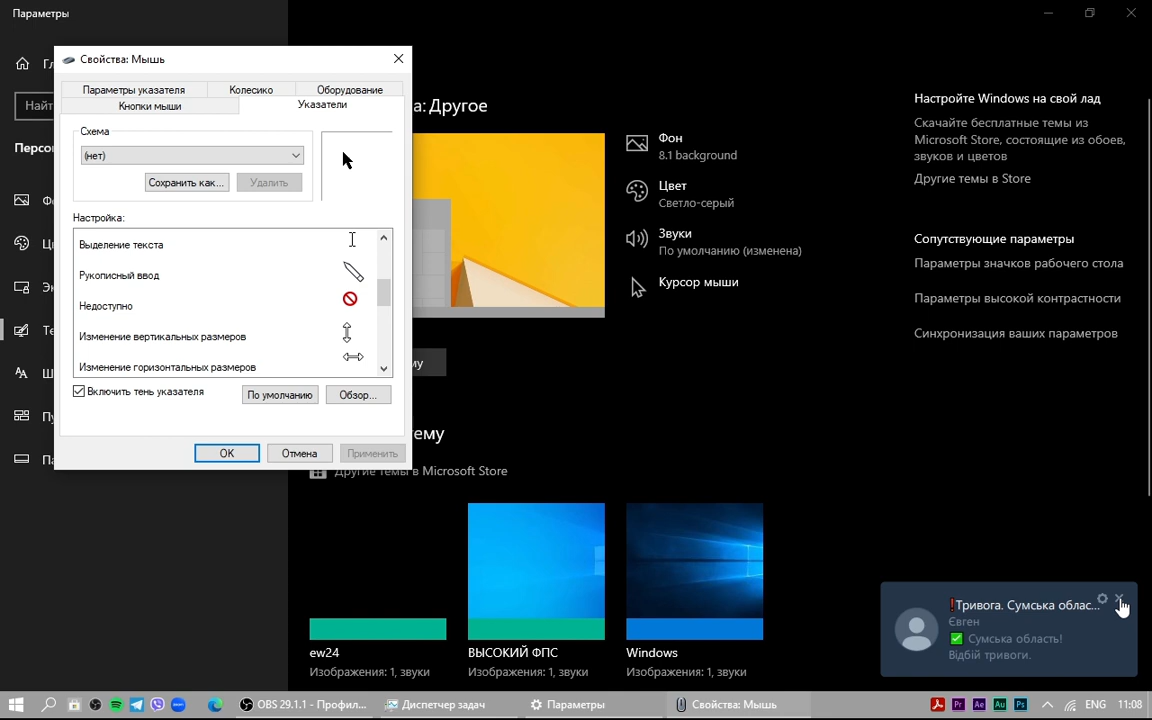 Параметры
Свойства: Мышь
Параметры указателя
Колесико
Оборудование
Кнопки мыши
Указатели
Схема
(нет)
Сохранить как...
Удалить
Настройка:
Выделение текста
Рукописный ввод
Недоступно
Изменение вертикальных размеров
Изменение горизонтальных размеров
Включить тень указателя
По умолчанию
Обзор...
OK
Отмена
Применить
а: Другое
Фон
8.1 background
Цвет
Светло-серый
Звуки
По умолчанию (изменена)
Курсор мыши
Другие темы в Microsoft Store
ew24
Изображения: 1, звуки
ВЫСОКИЙ ФПС
Изображения: 1, звуки
Windows
Изображения: 1, звуки
Настройте Windows на свой лад
Скачайте бесплатные темы из
Microsoft Store, состоящие из обоев,
звуков и цветов
Другие темы в Store
Сопутствующие параметры
Параметры значков рабочего стола
Параметры высокой контрастности
Синхронизация ваших параметров
❗Тривога. Сумська облас...
Євген
✅ Сумська область!
Відбій тривоги.
OBS 29.1.1 - Профил...
Диспетчер задач
Параметры
Свойства: Мышь
Pr
Ae
Au
Ps
ENG
11:08